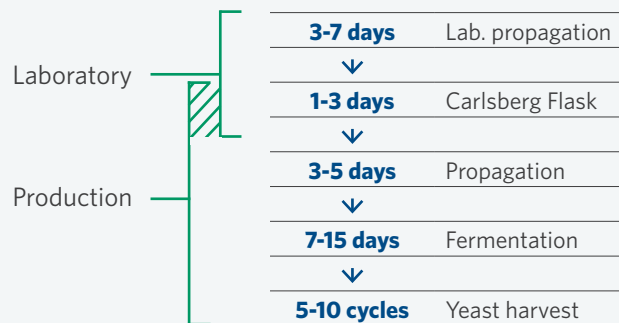 Laboratory
Production
3-7 days Lab. propagation
1-3 days Carlsberg Flask
3-5 days Propagation
7-15 days Fermentation
5-10 cycles Yeast harvest